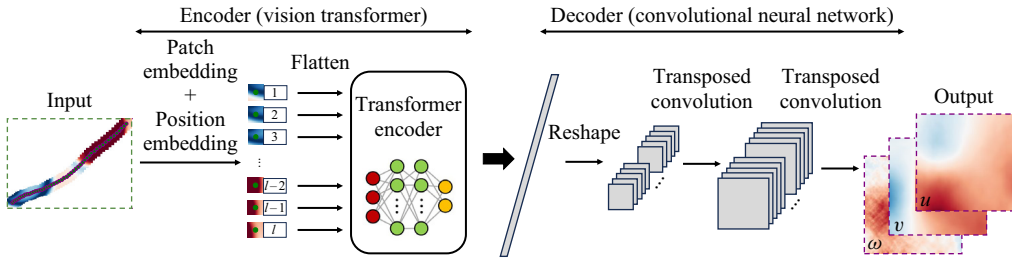 Encoder (vision transformer)
Decoder (convolutional neural network)
Input
Patch
embedding
+
Position
embedding
Flatten
1
2
3
⋮
l−2
l−1
l
Transformer
encoder
Reshape
Transposed
convolution
Transposed
convolution
Output
u
v
ω